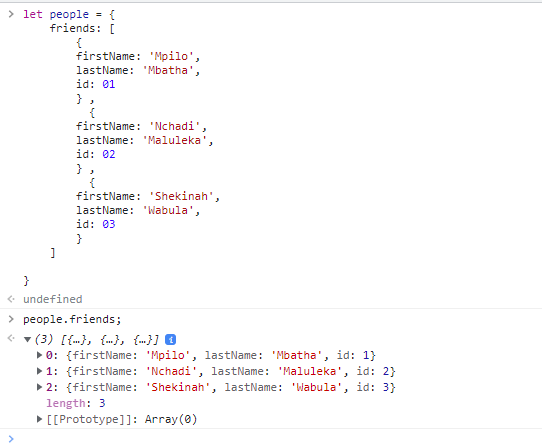 let people = {
friends: [
{
firstName: 'Mpilo',
lastName: 'Mbatha',
id: 01
} ,
{
firstName: 'Nchadi',
lastName: 'Maluleka',
id: 02
} ,
{
firstName: 'Shekinah',
lastName: 'Wabula',
id: 03
}
]
}
undefined
people.friends;
(3) [{…}, {…}, {…}] i
0: {firstName: 'Mpilo', lastName: 'Mbatha', id: 1}
1: {firstName: 'Nchadi', lastName: 'Maluleka', id: 2}
2: {firstName: 'Shekinah', lastName: 'Wabula', id: 3}
length: 3
[[Prototype]]: Array(0)